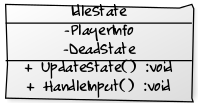 IdleState
-PlayerInfo
-DeadState
+ UpdateState() :void
+ HandleInput() :void